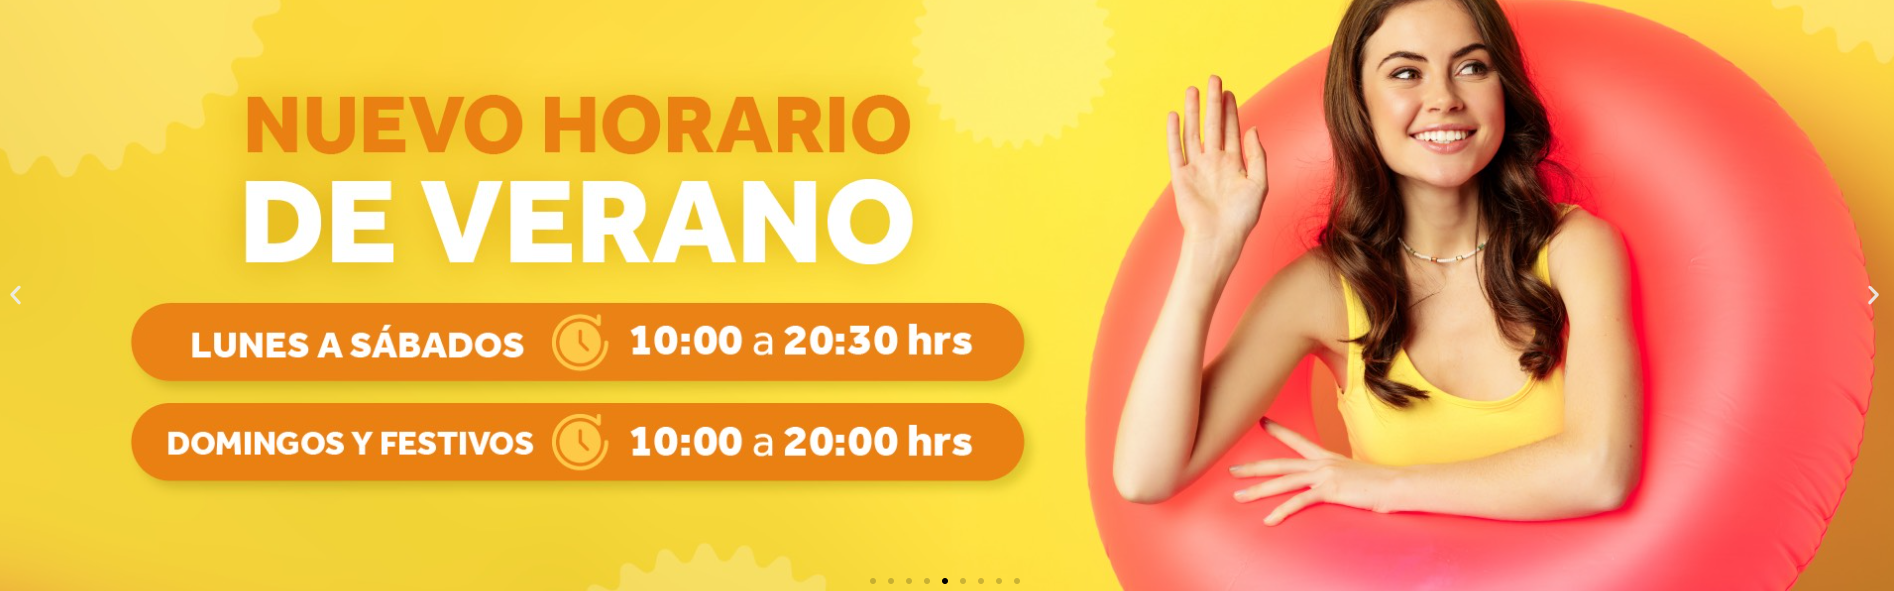 NUEVO HORARIO
DE VERANO
LUNES A SÁBADOS 10:00 a 20:30 hrs
DOMINGOS Y FESTIVOS 10:00 a 20:00 hrs